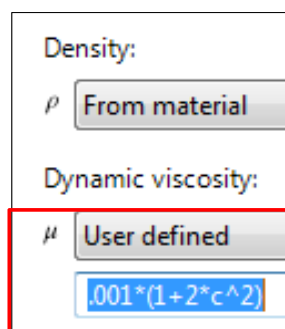 Density:
ρ From material
Dynamic viscosity:
μ User defined
.001*(1+2*c^2)